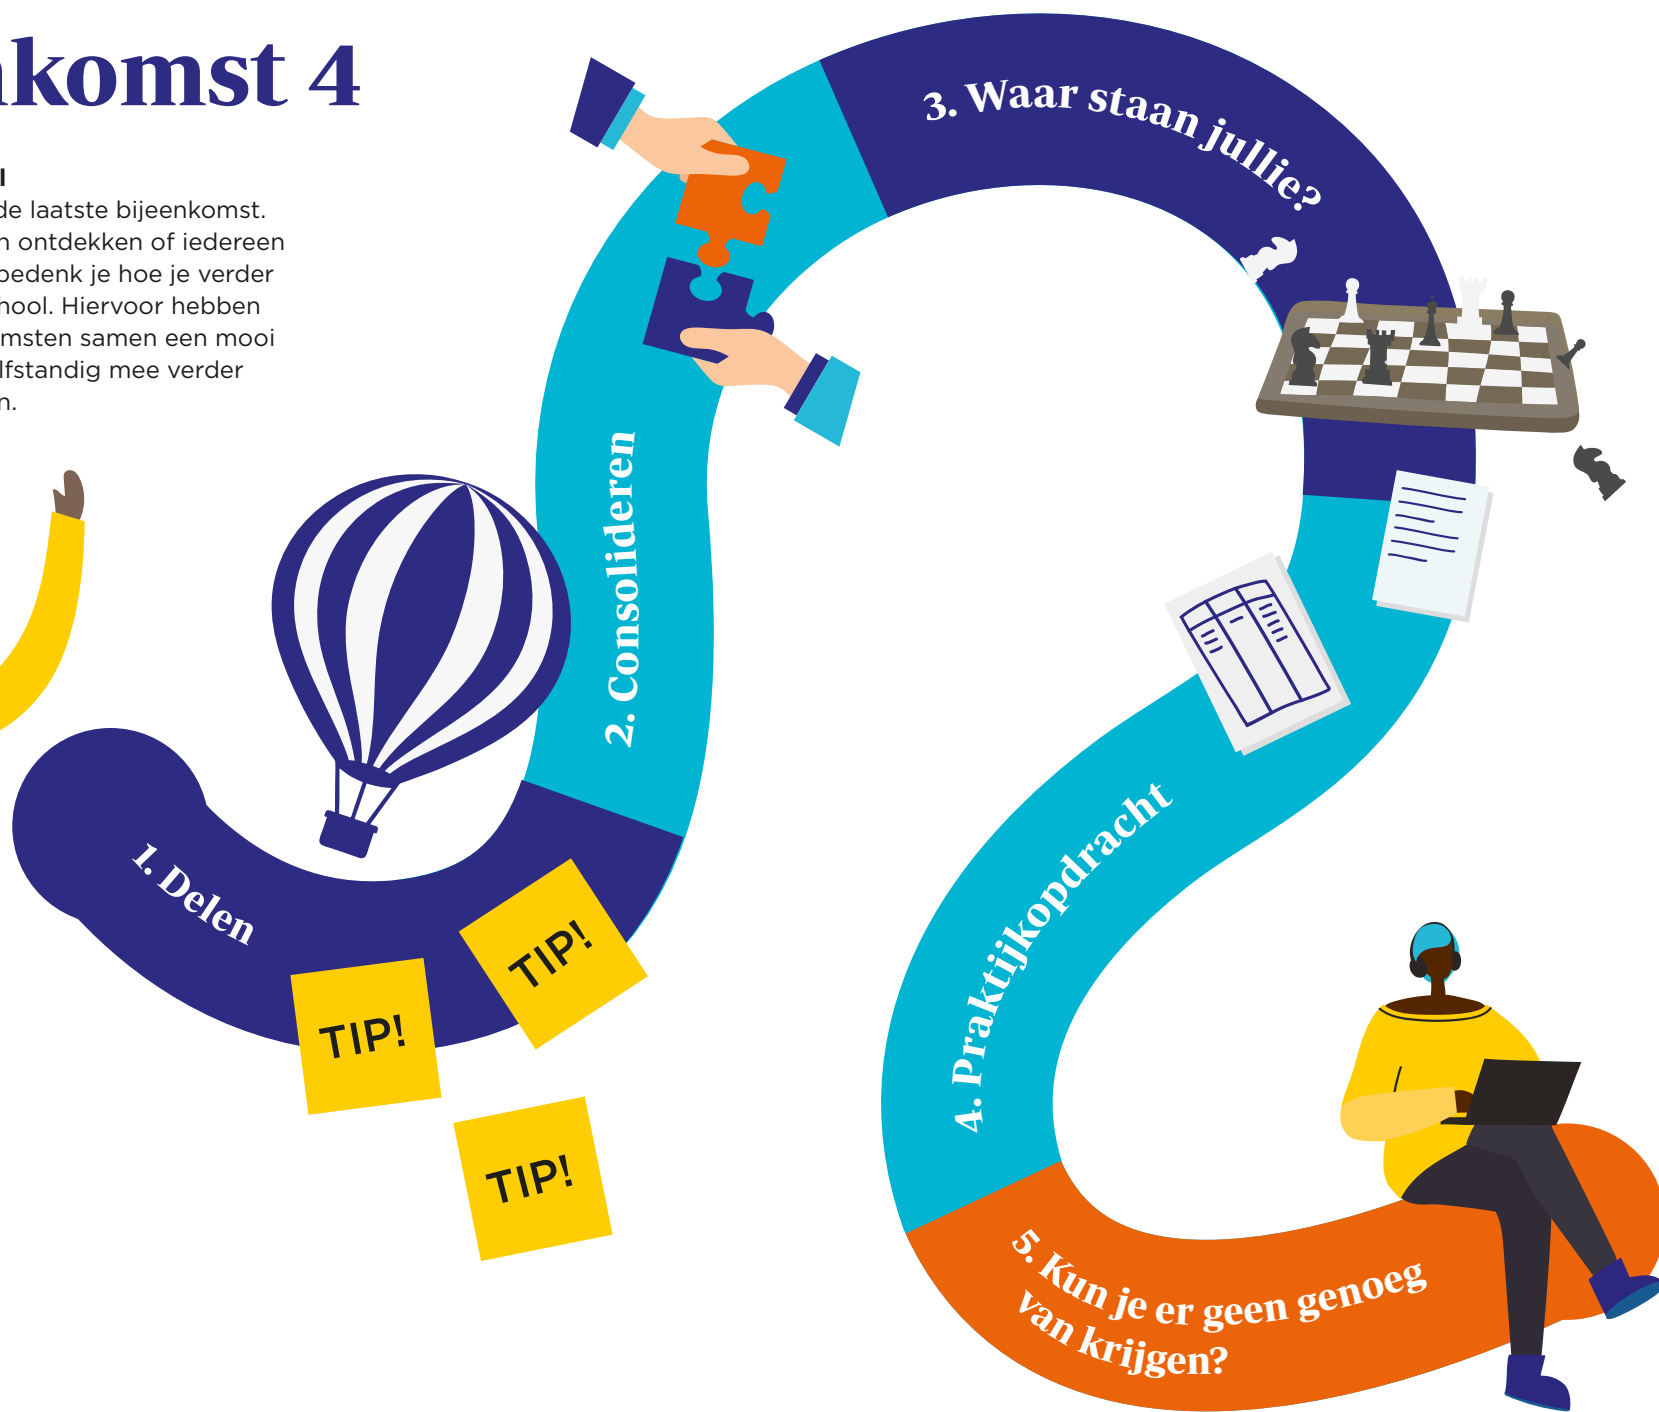 nkomst 4
l
de laatste bijeenkomst.
n ontdekken of iedereen
bedenk je hoe je verder
hool. Hiervoor hebben
msten samen een mooi
lfstandig mee verder
n.
1. Delen
TIP!
TIP!
TIP!
2. Consolideren
3. Waar staan jullie?
4. Praktijkopdracht
5. Kun je er geen genoeg
van krijgen?